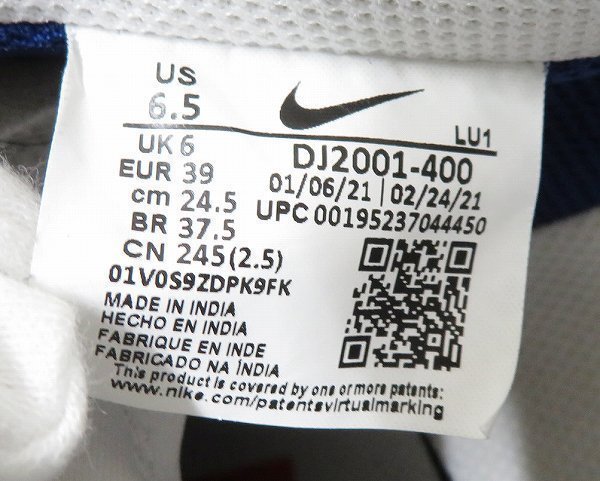 US
6.5
LU1
UK 6
EUR 39
cm 24.5
BR 37.5
CN 245(2.5)
DJ2001-400
01/06/21 | 02/24/21
UPC 00195237044450
01V0S9ZDPK9FK
MADE IN INDIA
HECHO EN INDIA
FABRIQUE EN INDE
FABRICADO NA ÍNDIA
This product is covered by one or more patents:
www.nike.com/patentsvirtualmarking